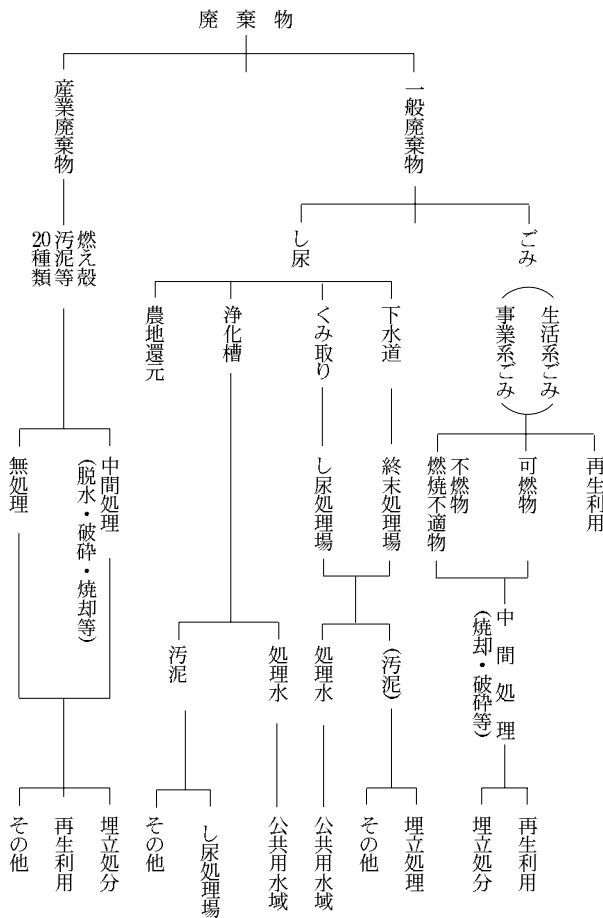 廃棄物
産業廃棄物
一般廃棄物
し尿
ごみ
燃え殻
汚泥等
20種類
農地還元
浄化槽
くみ取り
下水道
生活系ごみ
事業系ごみ
無処理
中間処理
(脱水・破砕・焼却等)
し尿処理場
終末処理場
不燃物
燃焼不適物
可燃物
再生利用
汚泥
処理水
処理水
(汚泥)
中間処理
(焼却・破砕等)
その他
再生利用
埋立処分
その他
し尿処理場
公共用水域
公共用水域
その他
埋立処理
埋立処分
再生利用